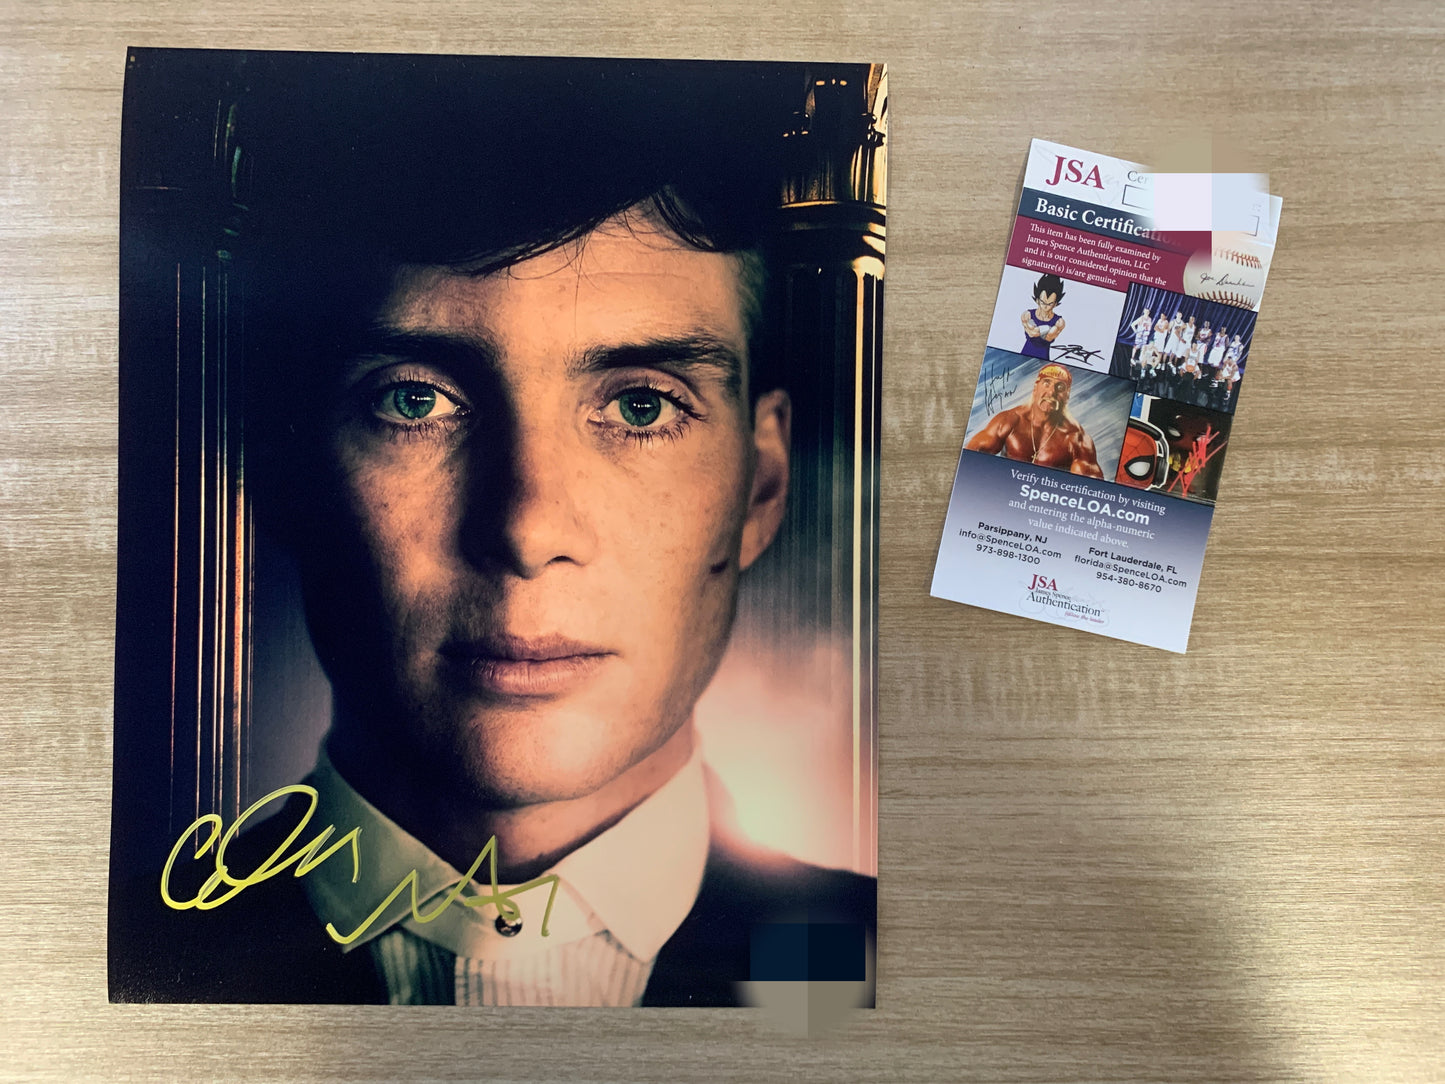 JSA
Basic Certification
This item has been fully examined by
James Spence Authentication, LLC
and it is our considered opinion that the
signature(s) is/are genuine.
Verify this certification by visiting
SpenceLOA.com
and entering the alpha-numeric
value indicated above.
Parsippany, NJ
info@SpenceLOA.com
973-898-1300
Fort Lauderdale, FL
florida@SpenceLOA.com
954-380-8670
JSA
James Spence
Authentication
follow the leader